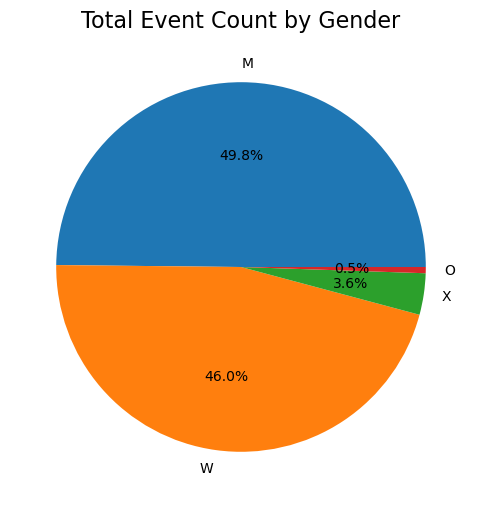 Total Event Count by Gender
M
49.8%
0.5%
O
3.6%
X
46.0%
W